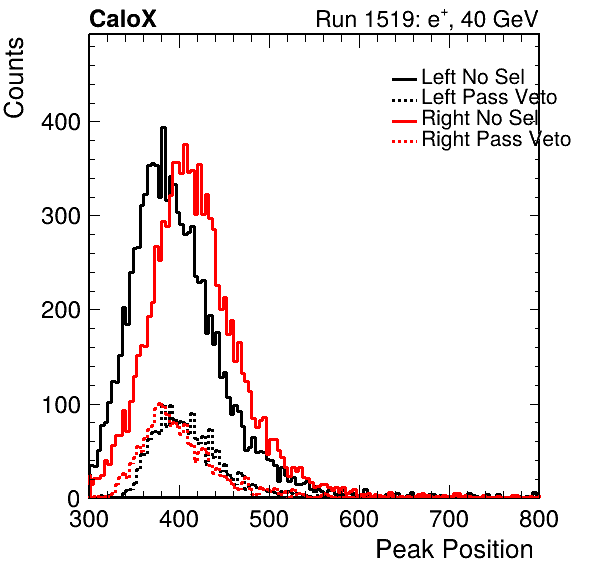 CaloX Run 1519: e+, 40 GeV
Counts
Left No Sel
Left Pass Veto
Right No Sel
Right Pass Veto
400
300
200
100
0
300 400 500 600 700 800
Peak Position